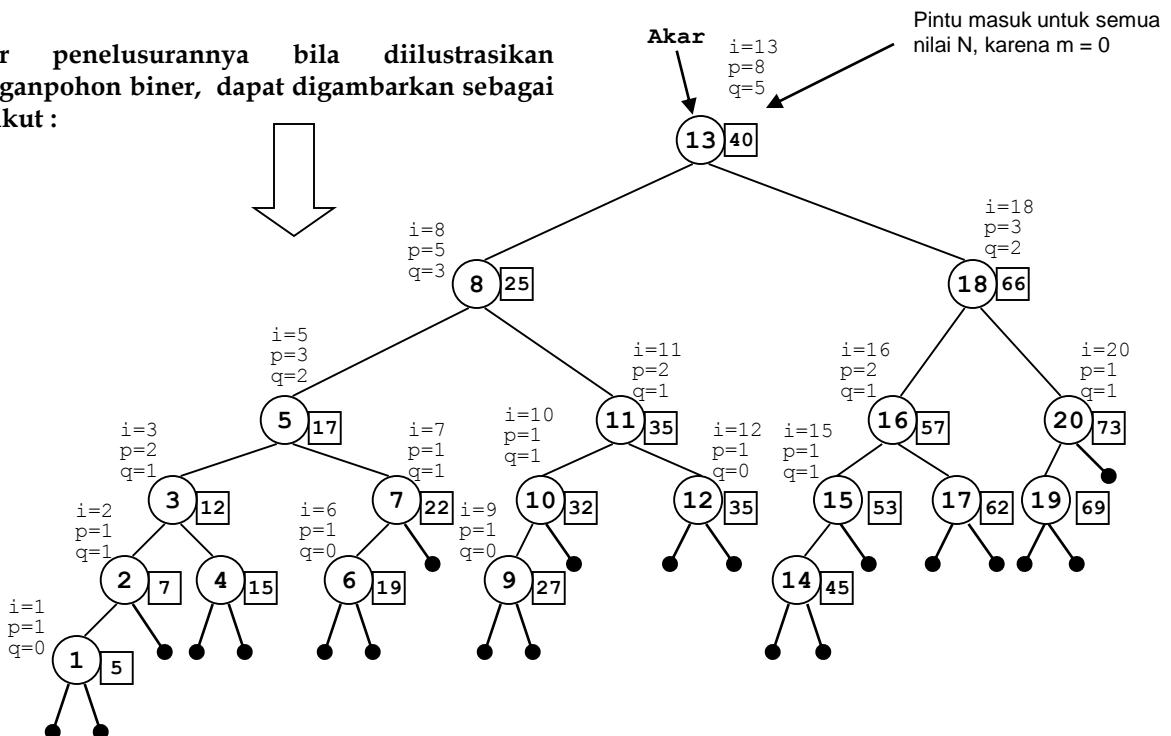 penelusurannya bila diilustrasikan
ganpohon biner, dapat digambarkan sebagai
kut :
Akar
i=13
p=8
q=5
Pintu masuk untuk semua
nilai N, karena m = 0
13 40
i=8
p=5
q=3
8 25
i=18
p=3
q=2
18 66
i=5
p=3
q=2
5 17
i=11
p=2
q=1
11 35
i=16
p=2
q=1
16 57
i=20
p=1
q=1
20 73
i=3
p=2
q=1
3 12
i=7
p=1
q=1
7 22
i=10
p=1
q=1
10 32
i=12
p=1
q=0
12 35
i=15
p=1
q=1
15 53
17 62
19 69
i=2
p=1
q=1
2 7
4 15
i=6
p=1
q=0
6 19
i=9
p=1
q=0
9 27
14 45
i=1
p=1
q=0
1 5